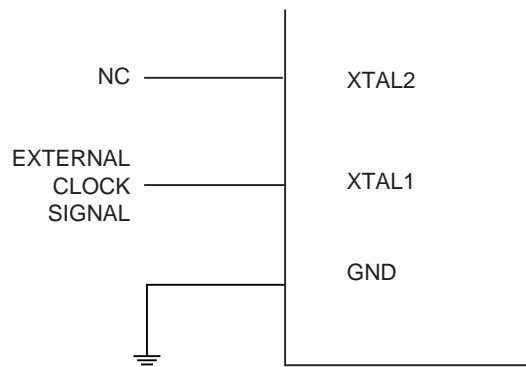 NC
XTAL2
EXTERNAL
CLOCK
SIGNAL
XTAL1
GND